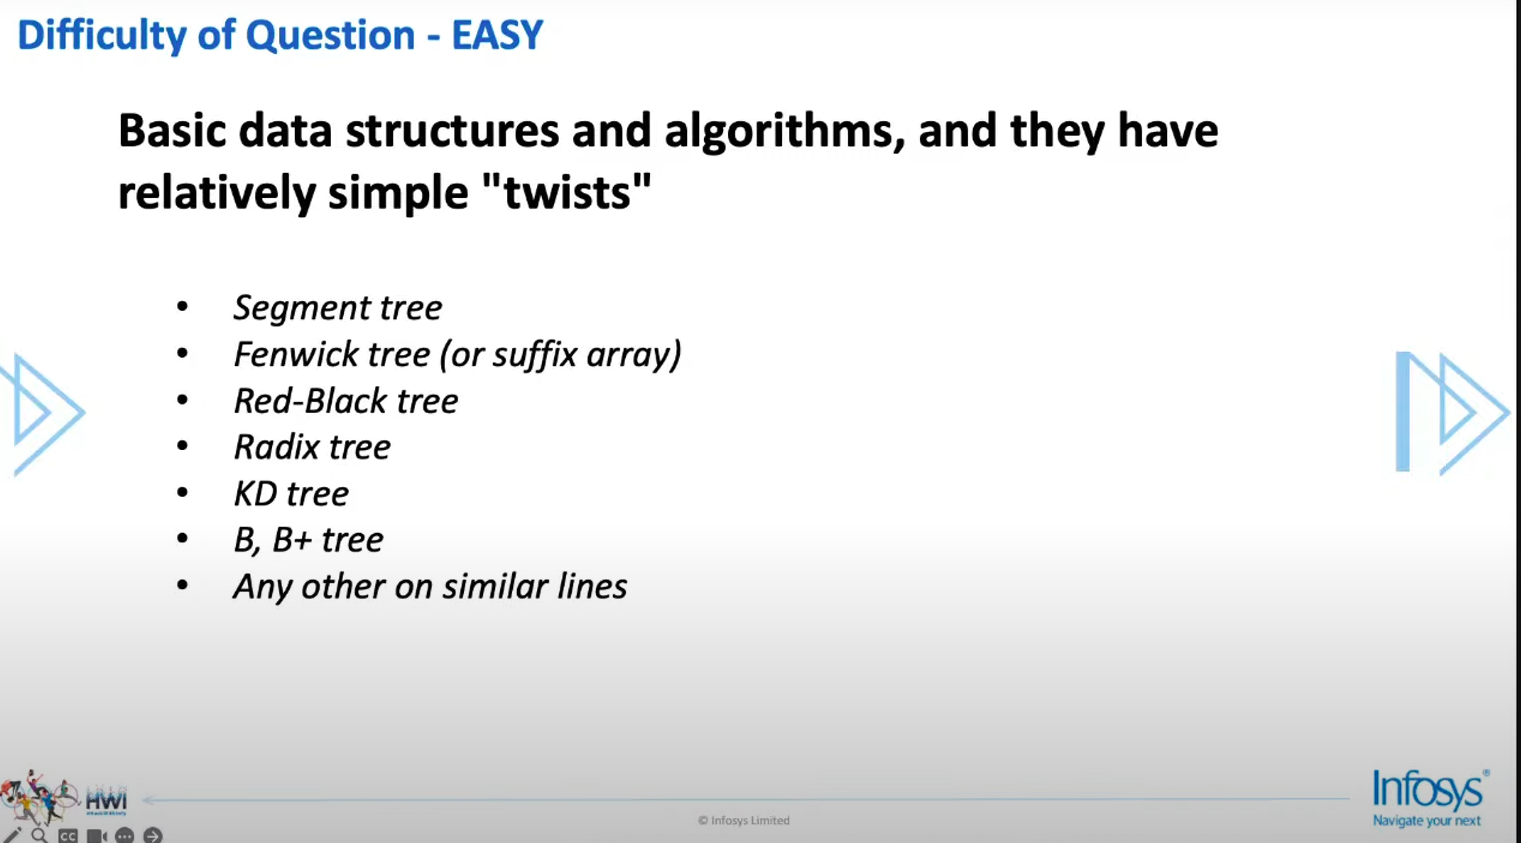 Difficulty of Question - EASY
Basic data structures and algorithms, and they have
relatively simple "twists"
• Segment tree
• Fenwick tree (or suffix array)
• Red-Black tree
• Radix tree
• KD tree
• B, B+ tree
• Any other on similar lines
HWI
© Infosys Limited
Infosys®
Navigate your next
CC